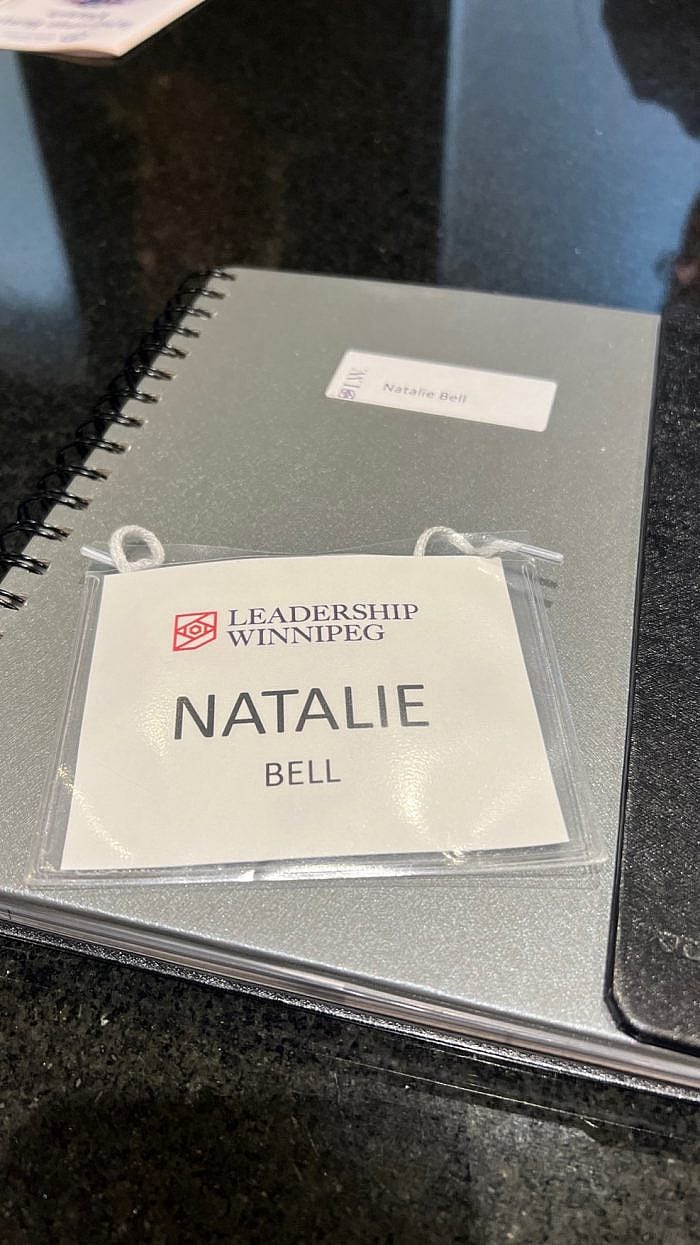 LW.
Natalie Bell
LEADERSHIP
WINNIPEG
NATALIE
BELL